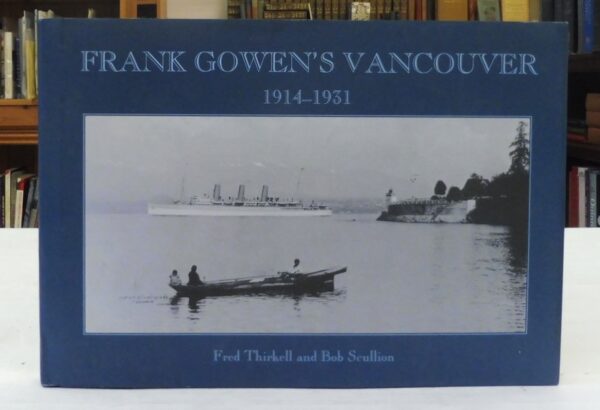 FRANK GOWEN'S VANCOUVER
1914–1931
Fred Thirkell and Bob Scullion